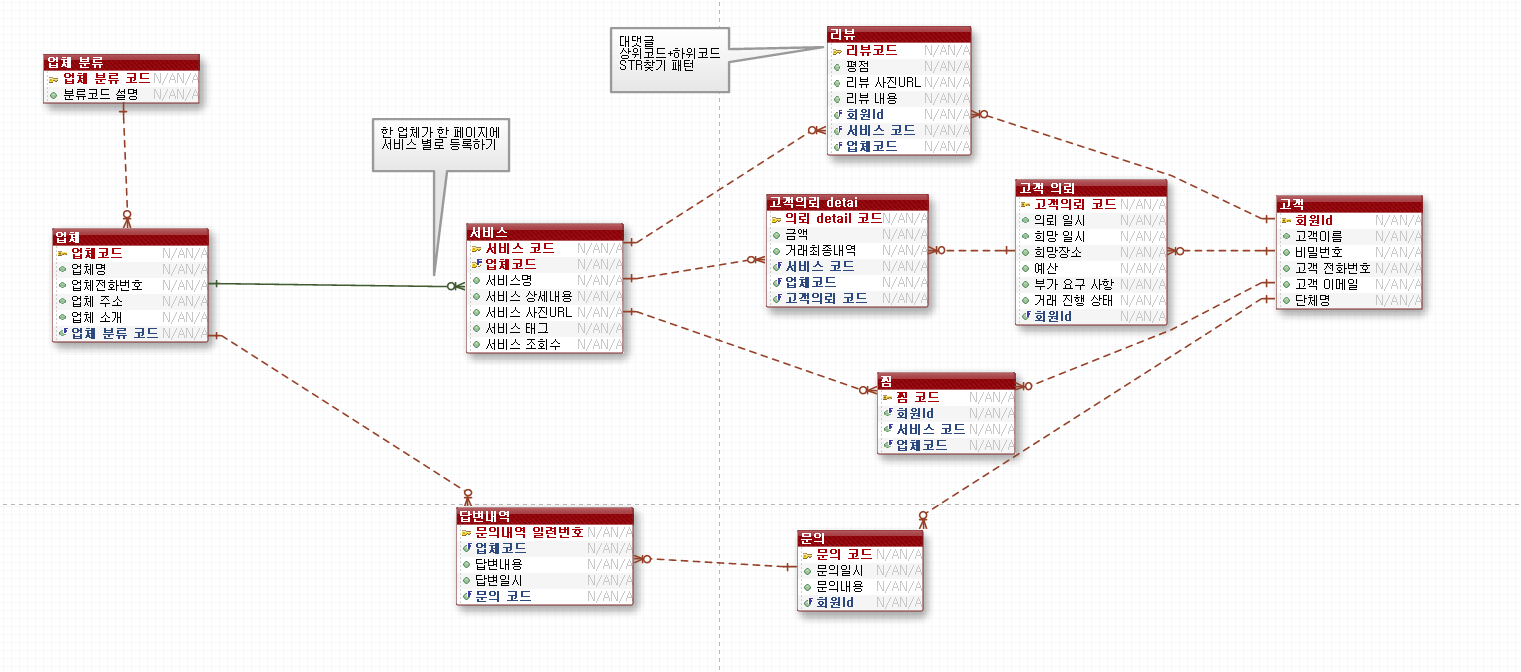 업체 분류
업체 분류 코드 N/AN/A
분류코드 설명 N/AN/A
한 업체가 한 페이지에
서비스 별로 등록하기
대댓글
상위코드+하위코드
STR찾기 패턴
리뷰
리뷰코드 N/AN/A
평점 N/AN/A
리뷰 사진URL N/AN/A
리뷰 내용 N/AN/A
회원Id N/AN/A
서비스 코드 N/AN/A
업체코드 N/AN/A
업체
업체코드 N/AN/A
업체명 N/AN/A
업체전화번호 N/AN/A
업체 주소 N/AN/A
업체 소개 N/AN/A
업체 분류 코드 N/AN/A
서비스
서비스 코드 N/AN/A
업체코드 N/AN/A
서비스명 N/AN/A
서비스 상세내용 N/AN/A
서비스 사진URL N/AN/A
서비스 태그 N/AN/A
서비스 조회수 N/AN/A
고객의뢰 detai
의뢰 detail 코드 N/AN/A
금액 N/AN/A
거래최종내역 N/AN/A
서비스 코드 N/AN/A
업체코드 N/AN/A
고객의뢰 코드 N/AN/A
고객 의뢰
고객의뢰 코드 N/AN/A
의뢰 일시 N/AN/A
희망 일시 N/AN/A
희망장소 N/AN/A
예산 N/AN/A
부가 요구 사항 N/AN/A
거래 진행 상태 N/AN/A
회원Id N/AN/A
고객
회원Id N/AN/A
고객이름 N/AN/A
비밀번호 N/AN/A
고객 전화번호 N/AN/A
고객 이메일 N/AN/A
단체명 N/AN/A
찜
찜 코드 N/AN/A
회원Id N/AN/A
서비스 코드 N/AN/A
업체코드 N/AN/A
답변내역
문의내역 일련번호 N/AN/A
업체코드 N/AN/A
답변내용 N/AN/A
답변일시 N/AN/A
문의 코드 N/AN/A
문의
문의 코드 N/AN/A
문의일시 N/AN/A
문의내용 N/AN/A
회원Id N/AN/A